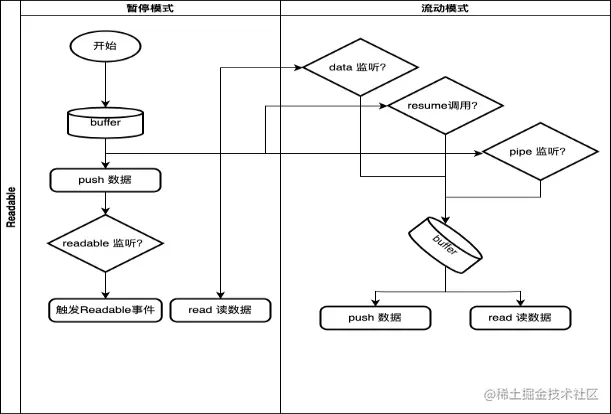 暂停模式
流动模式
Readable
开始
data 监听?
resume调用?
buffer
pipe 监听?
push 数据
readable 监听?
buffer
触发Readable事件
read 读数据
push 数据
read 读数据
@稀土掘金技术社区